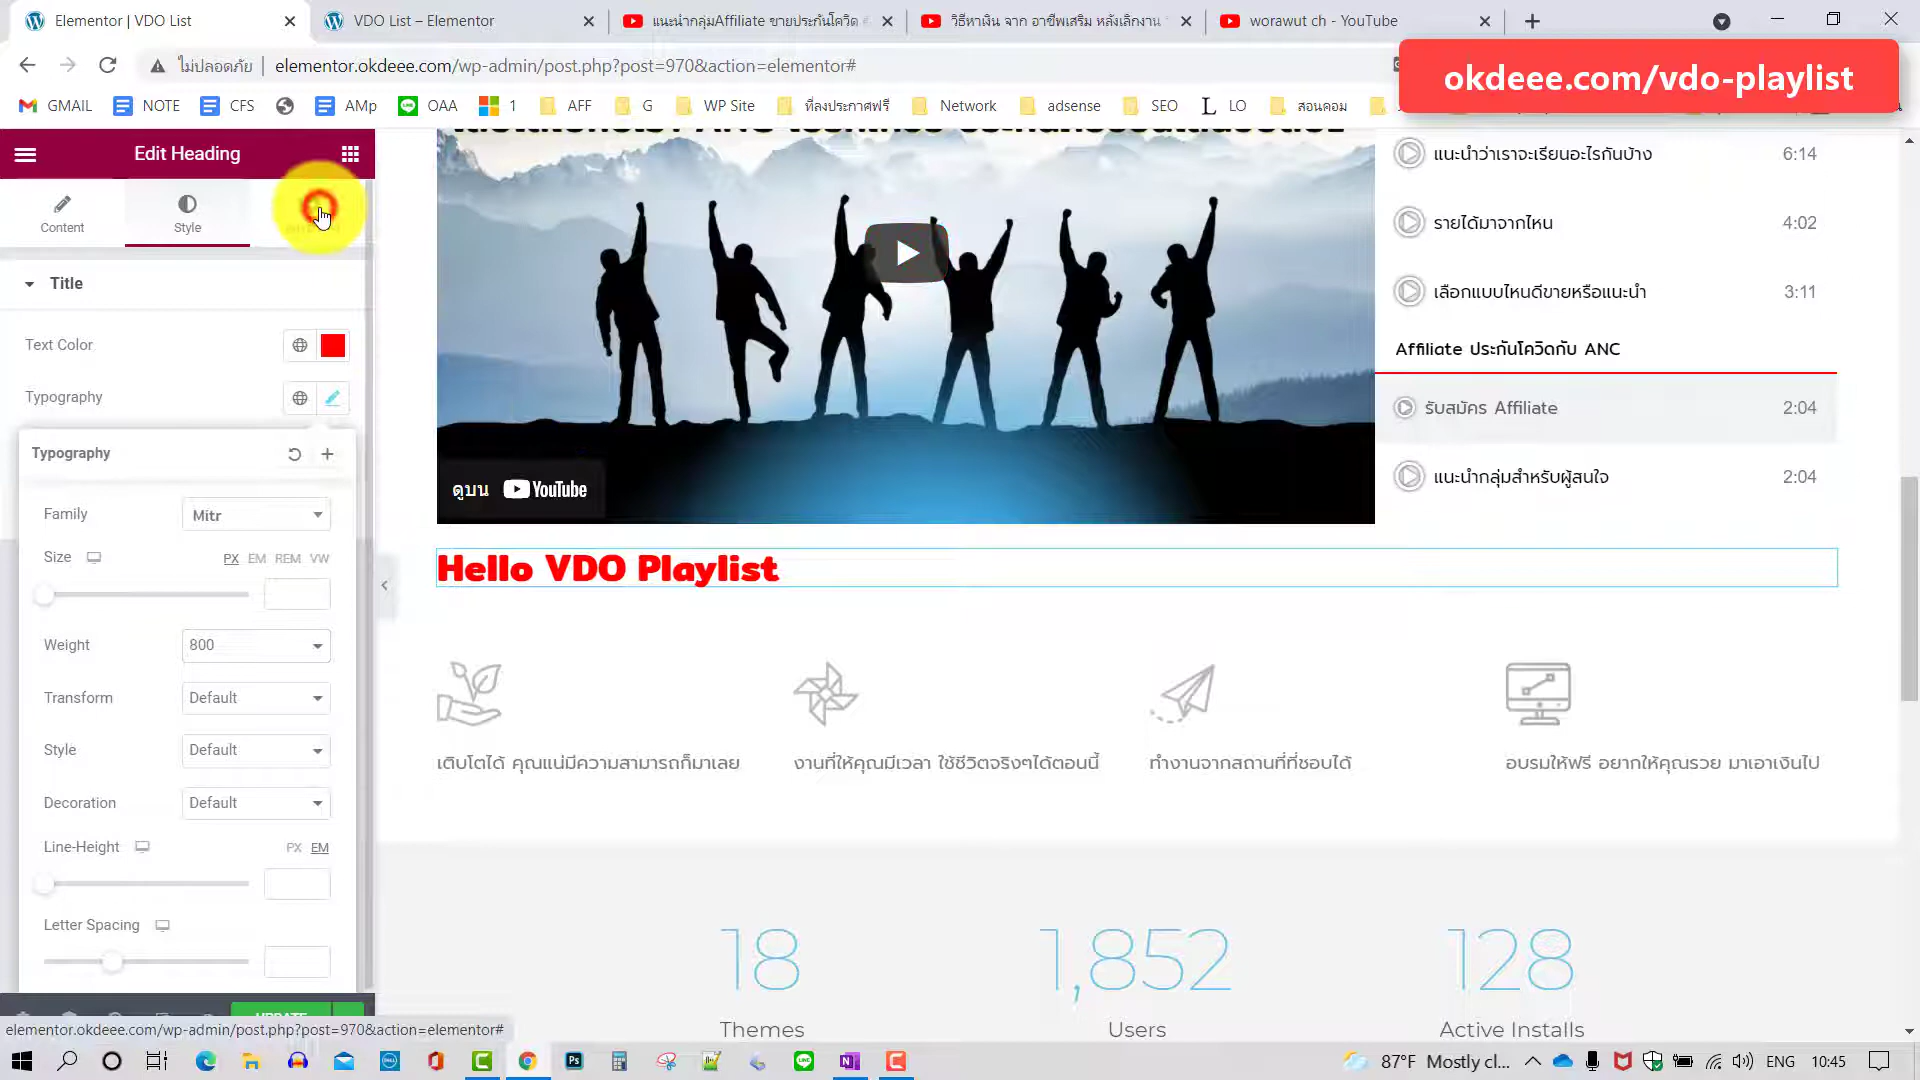 Elementor | VDO List
VDO List – Elementor
แนะนำกลุ่มAffiliate ขายประกันโควิด
วิธีหาเงิน จาก อาชีพเสริม หลังเลิกงาน
worawut ch - YouTube
ไม่ปลอดภัย
elementor.okdeee.com/wp-admin/post.php?post=970&action=elementor#
okdeee.com/vdo-playlist
GMAIL
NOTE
CFS
AMp
OAA
1
AFF
G
WP Site
ที่ลงประกาศฟรี
Network
adsense
SEO
LO
สอนคอม
Edit Heading
Content
Style
Title
Text Color
Typography
Typography
Family
Mitr
Size
PX EM REM VW
Weight
800
Transform
Default
Style
Default
Decoration
Default
Line-Height
PX EM
Letter Spacing
แนะนำว่าเราจะเรียนอะไรกันบ้าง 6:14
รายได้มาจากไหน 4:02
เลือกแบบไหนดีขายหรือแนะนำ 3:11
Affiliate ประกันโควิดกับ ANC
รับสมัคร Affiliate 2:04
แนะนำกลุ่มสำหรับผู้สนใจ 2:04
ดูบน YouTube
Hello VDO Playlist
เติบโตได้ คุณแน่มีความสามารถก็มาเลย
งานที่ให้คุณมีเวลา ใช้ชีวิตจริงๆได้ตอนนี้
ทำงานจากสถานที่ที่ชอบได้
อบรมให้ฟรี อยากให้คุณรวย มาเอาเงินไป
18
Themes
1,852
Users
128
Active Installs
elementor.okdeee.com/wp-admin/post.php?post=970&action=elementor#
87°F Mostly cl...
ENG
10:45